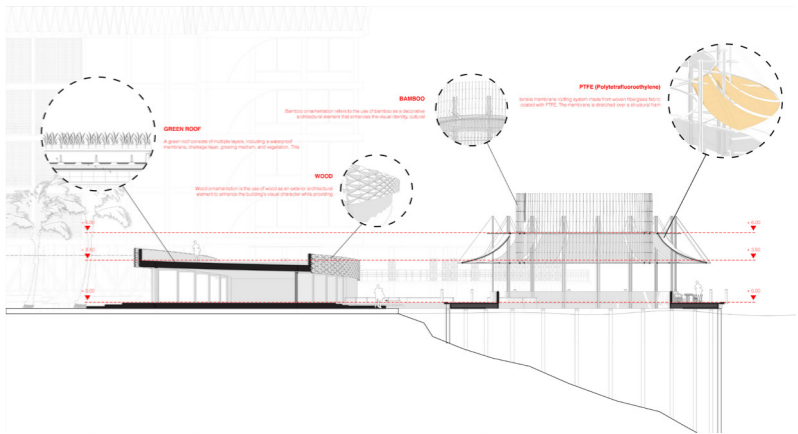 GREEN ROOF
A green roof consists of multiple layers, including a waterproof
membrane, drainage layer, growing medium, and vegetation. This
WOOD
Wood ornamentation is the use of wood as an exterior architectural
element to enhance the building's visual character while providing
BAMBOO
Bamboo ornamentation refers to the use of bamboo as a decorative
architectural element that enhances the visual identity, cultural
PTFE (Polytetrafluoroethylene)
tensile membrane roofing system made from woven fiberglass fabric
coated with PTFE. The membrane is stretched over a structural fram
+ 6.00
+ 3.50
+ 0.00
+ 6.00
+ 3.50
+ 0.00